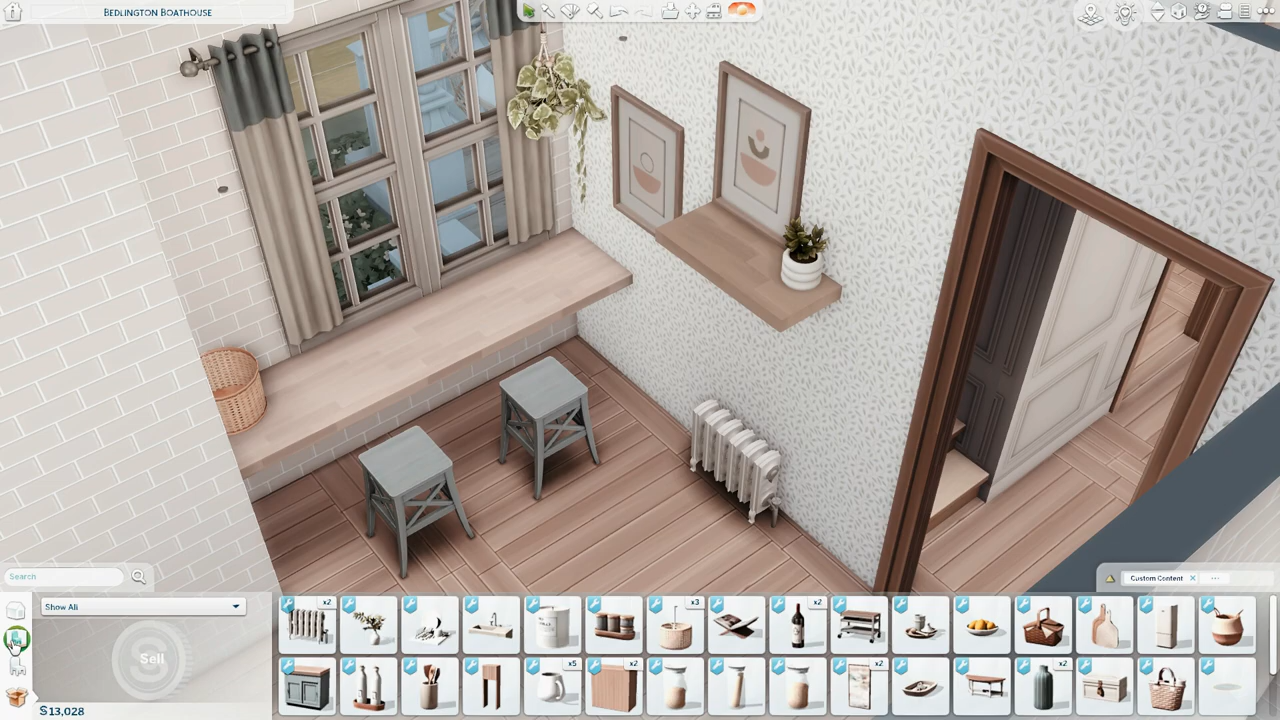 BEDLINGTON BOATHOUSE
Search
Custom Content
Show All
x2
x3
x2
Sell
x5
x2
x2
x2
§13,028